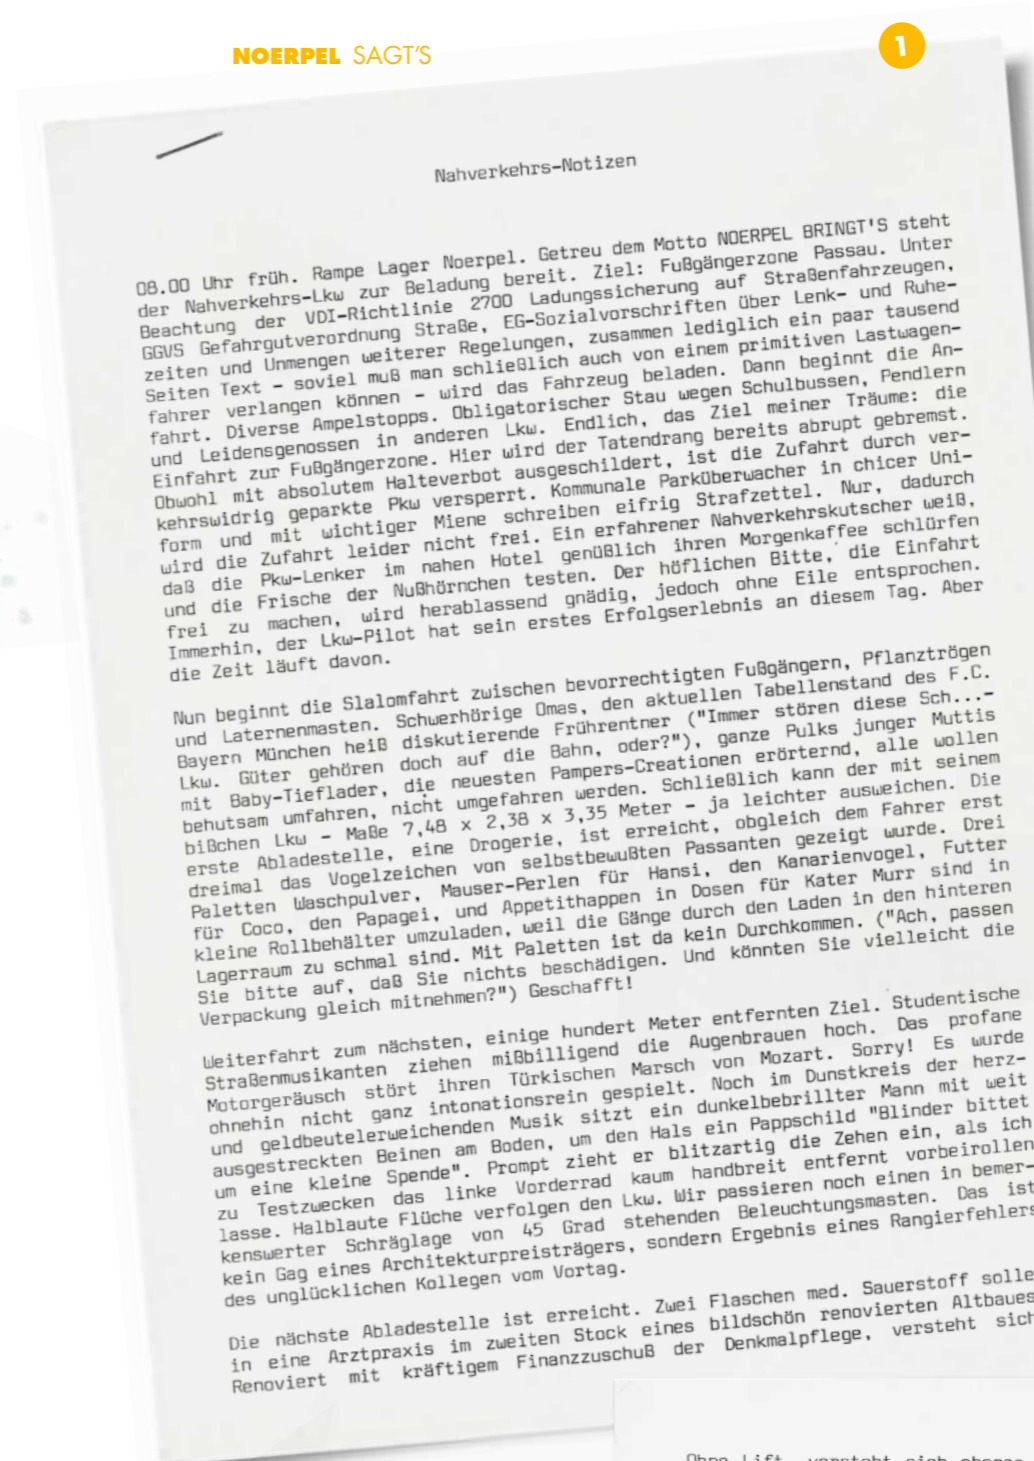 NOERPEL SAGT'S
1
Nahverkehrs-Notizen
08.00 Uhr früh. Rampe Lager Noerpel. Getreu dem Motto NOERPEL BRINGT'S steht
der Nahverkehrs-Lkw zur Beladung bereit. Ziel: Fußgängerzone Passau. Unter
Beachtung der VDI-Richtlinie 2700 Ladungssicherung auf Straßenfahrzeugen,
GGVS Gefahrgutverordnung Straße, EG-Sozialvorschriften über Lenk- und Ruhe-
zeiten und Unmengen weiterer Regelungen, zusammen lediglich ein paar tausend
Seiten Text - soviel muß man schließlich auch von einem primitiven Lastwagen-
fahrer verlangen können - wird das Fahrzeug beladen. Dann beginnt die An-
fahrt. Diverse Ampelstopps. Obligatorischer Stau wegen Schulbussen, Pendlern
und Leidensgenossen in anderen Lkw. Endlich, das Ziel meiner Träume: die
Einfahrt zur Fußgängerzone. Hier wird der Tatendrang bereits abrupt gebremst.
Obwohl mit absolutem Halteverbot ausgeschildert, ist die Zufahrt durch ver-
kehrswidrig geparkte Pkw versperrt. Kommunale Parküberwacher in chicer Uni-
form und mit wichtiger Miene schreiben eifrig Strafzettel. Nur, dadurch
wird die Zufahrt leider nicht frei. Ein erfahrener Nahverkehrskutscher weiß,
daß die Pkw-Lenker im nahen Hotel genüßlich ihren Morgenkaffee schlürfen
und die Frische der Nußhörnchen testen. Der höflichen Bitte, die Einfahrt
frei zu machen, wird herablassend gnädig, jedoch ohne Eile entsprochen.
Immerhin, der Lkw-Pilot hat sein erstes Erfolgserlebnis an diesem Tag. Aber
die Zeit läuft davon.
Nun beginnt die Slalomfahrt zwischen bevorrechtigten Fußgängern, Pflanztrögen
und Laternenmasten. Schwerhörige Omas, den aktuellen Tabellenstand des F.C.
Bayern München heiß diskutierende Frührentner ("Immer stören diese Sch...-
Lkw. Güter gehören doch auf die Bahn, oder?"), ganze Pulks junger Muttis
mit Baby-Tieflader, die neuesten Pampers-Creationen erörternd, alle wollen
behutsam umfahren, nicht umgefahren werden. Schließlich kann der mit seinem
bißchen Lkw - Maße 7,48 x 2,38 x 3,35 Meter - ja leichter ausweichen. Die
erste Abladestelle, eine Drogerie, ist erreicht, obgleich dem Fahrer erst
dreimal das Vogelzeichen von selbstbewußten Passanten gezeigt wurde. Drei
Paletten Waschpulver, Mauser-Perlen für Hansi, den Kanarienvogel, Futter
für Coco, den Papagei, und Appetithappen in Dosen für Kater Murr sind in
kleine Rollbehälter umzuladen, weil die Gänge durch den Laden in den hinteren
Lagerraum zu schmal sind. Mit Paletten ist da kein Durchkommen. ("Ach, passen
Sie bitte auf, daß Sie nichts beschädigen. Und könnten Sie vielleicht die
Verpackung gleich mitnehmen?") Geschafft!
Weiterfahrt zum nächsten, einige hundert Meter entfernten Ziel. Studentische
Straßenmusikanten ziehen mißbilligend die Augenbrauen hoch. Das profane
Motorgeräusch stört ihren Türkischen Marsch von Mozart. Sorry! Es wurde
ohnehin nicht ganz intonationsrein gespielt. Noch im Dunstkreis der herz-
und geldbeutelerweichenden Musik sitzt ein dunkelbebrillter Mann mit weit
ausgestreckten Beinen am Boden, um den Hals ein Pappschild "Blinder bittet
um eine kleine Spende". Prompt zieht er blitzartig die Zehen ein, als ich
zu Testzwecken das linke Vorderrad kaum handbreit entfernt vorbeirollen
lasse. Halblaute Flüche verfolgen den Lkw. Wir passieren noch einen in bemer-
kenswerter Schräglage von 45 Grad stehenden Beleuchtungsmasten. Das ist
kein Gag eines Architekturpreisträgers, sondern Ergebnis eines Rangierfehlers
des unglücklichen Kollegen vom Vortag.
Die nächste Abladestelle ist erreicht. Zwei Flaschen med. Sauerstoff solle
in eine Arztpraxis im zweiten Stock eines bildschön renovierten Altbaues
Renoviert mit kräftigem Finanzzuschuß der Denkmalpflege, versteht sich
Ohne Lift, versteht sich